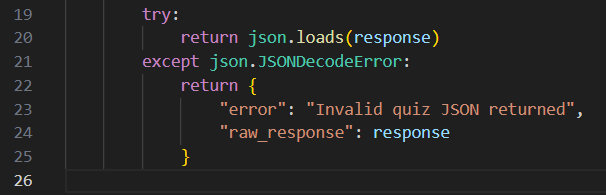 19 try:
20 return json.loads(response)
21 except json.JSONDecodeError:
22 return {
23 "error": "Invalid quiz JSON returned",
24 "raw_response": response
25 }
26